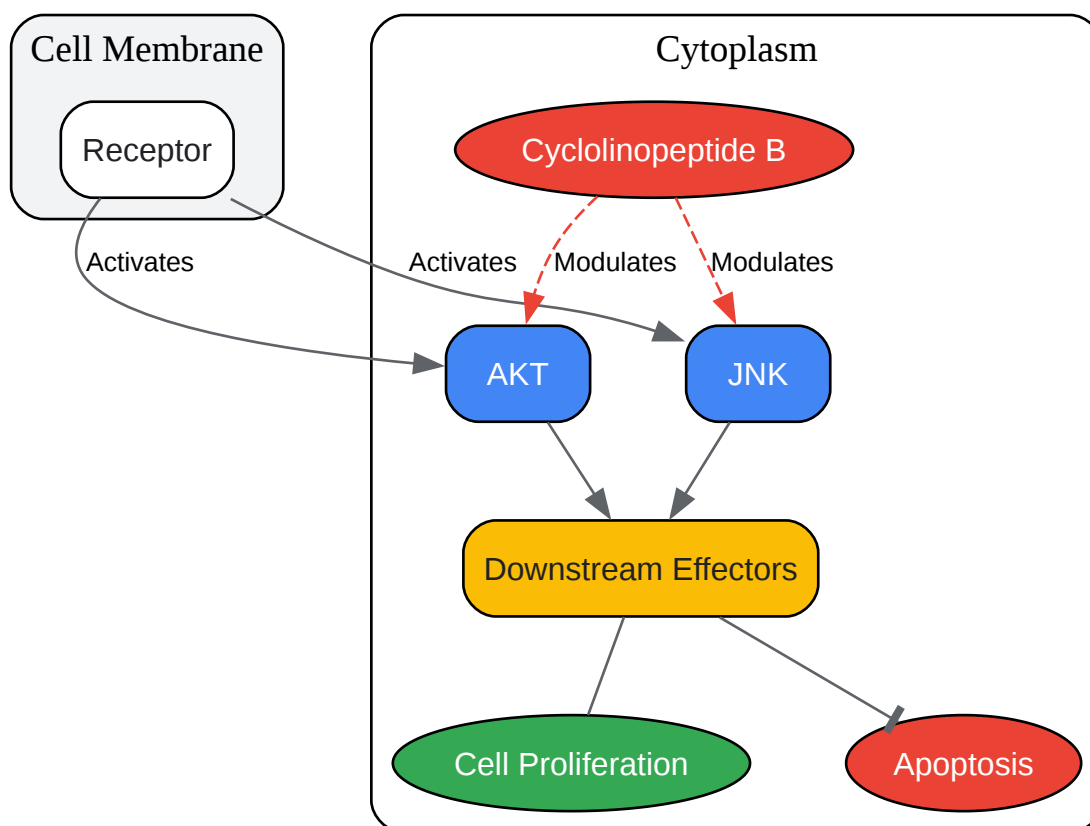 Cell Membrane
Cytoplasm
Receptor
Cyclolinopeptide B
Activates
Activates
Modulates
Modulates
AKT
JNK
Downstream Effectors
Cell Proliferation
Apoptosis